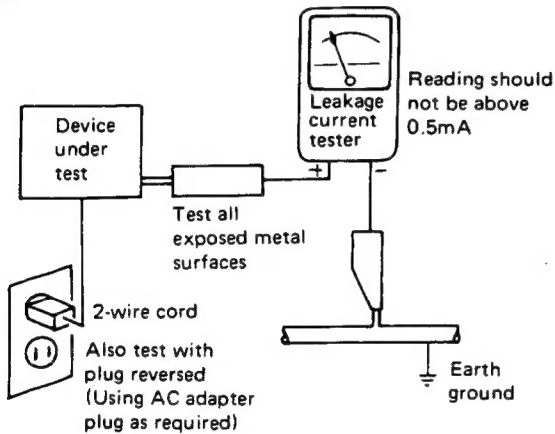 Reading should
not be above
0.5mA
Leakage
current
tester
+
−
Device
under
test
Test all
exposed metal
surfaces
2-wire cord
Also test with
plug reversed
(Using AC adapter
plug as required)
Earth
ground